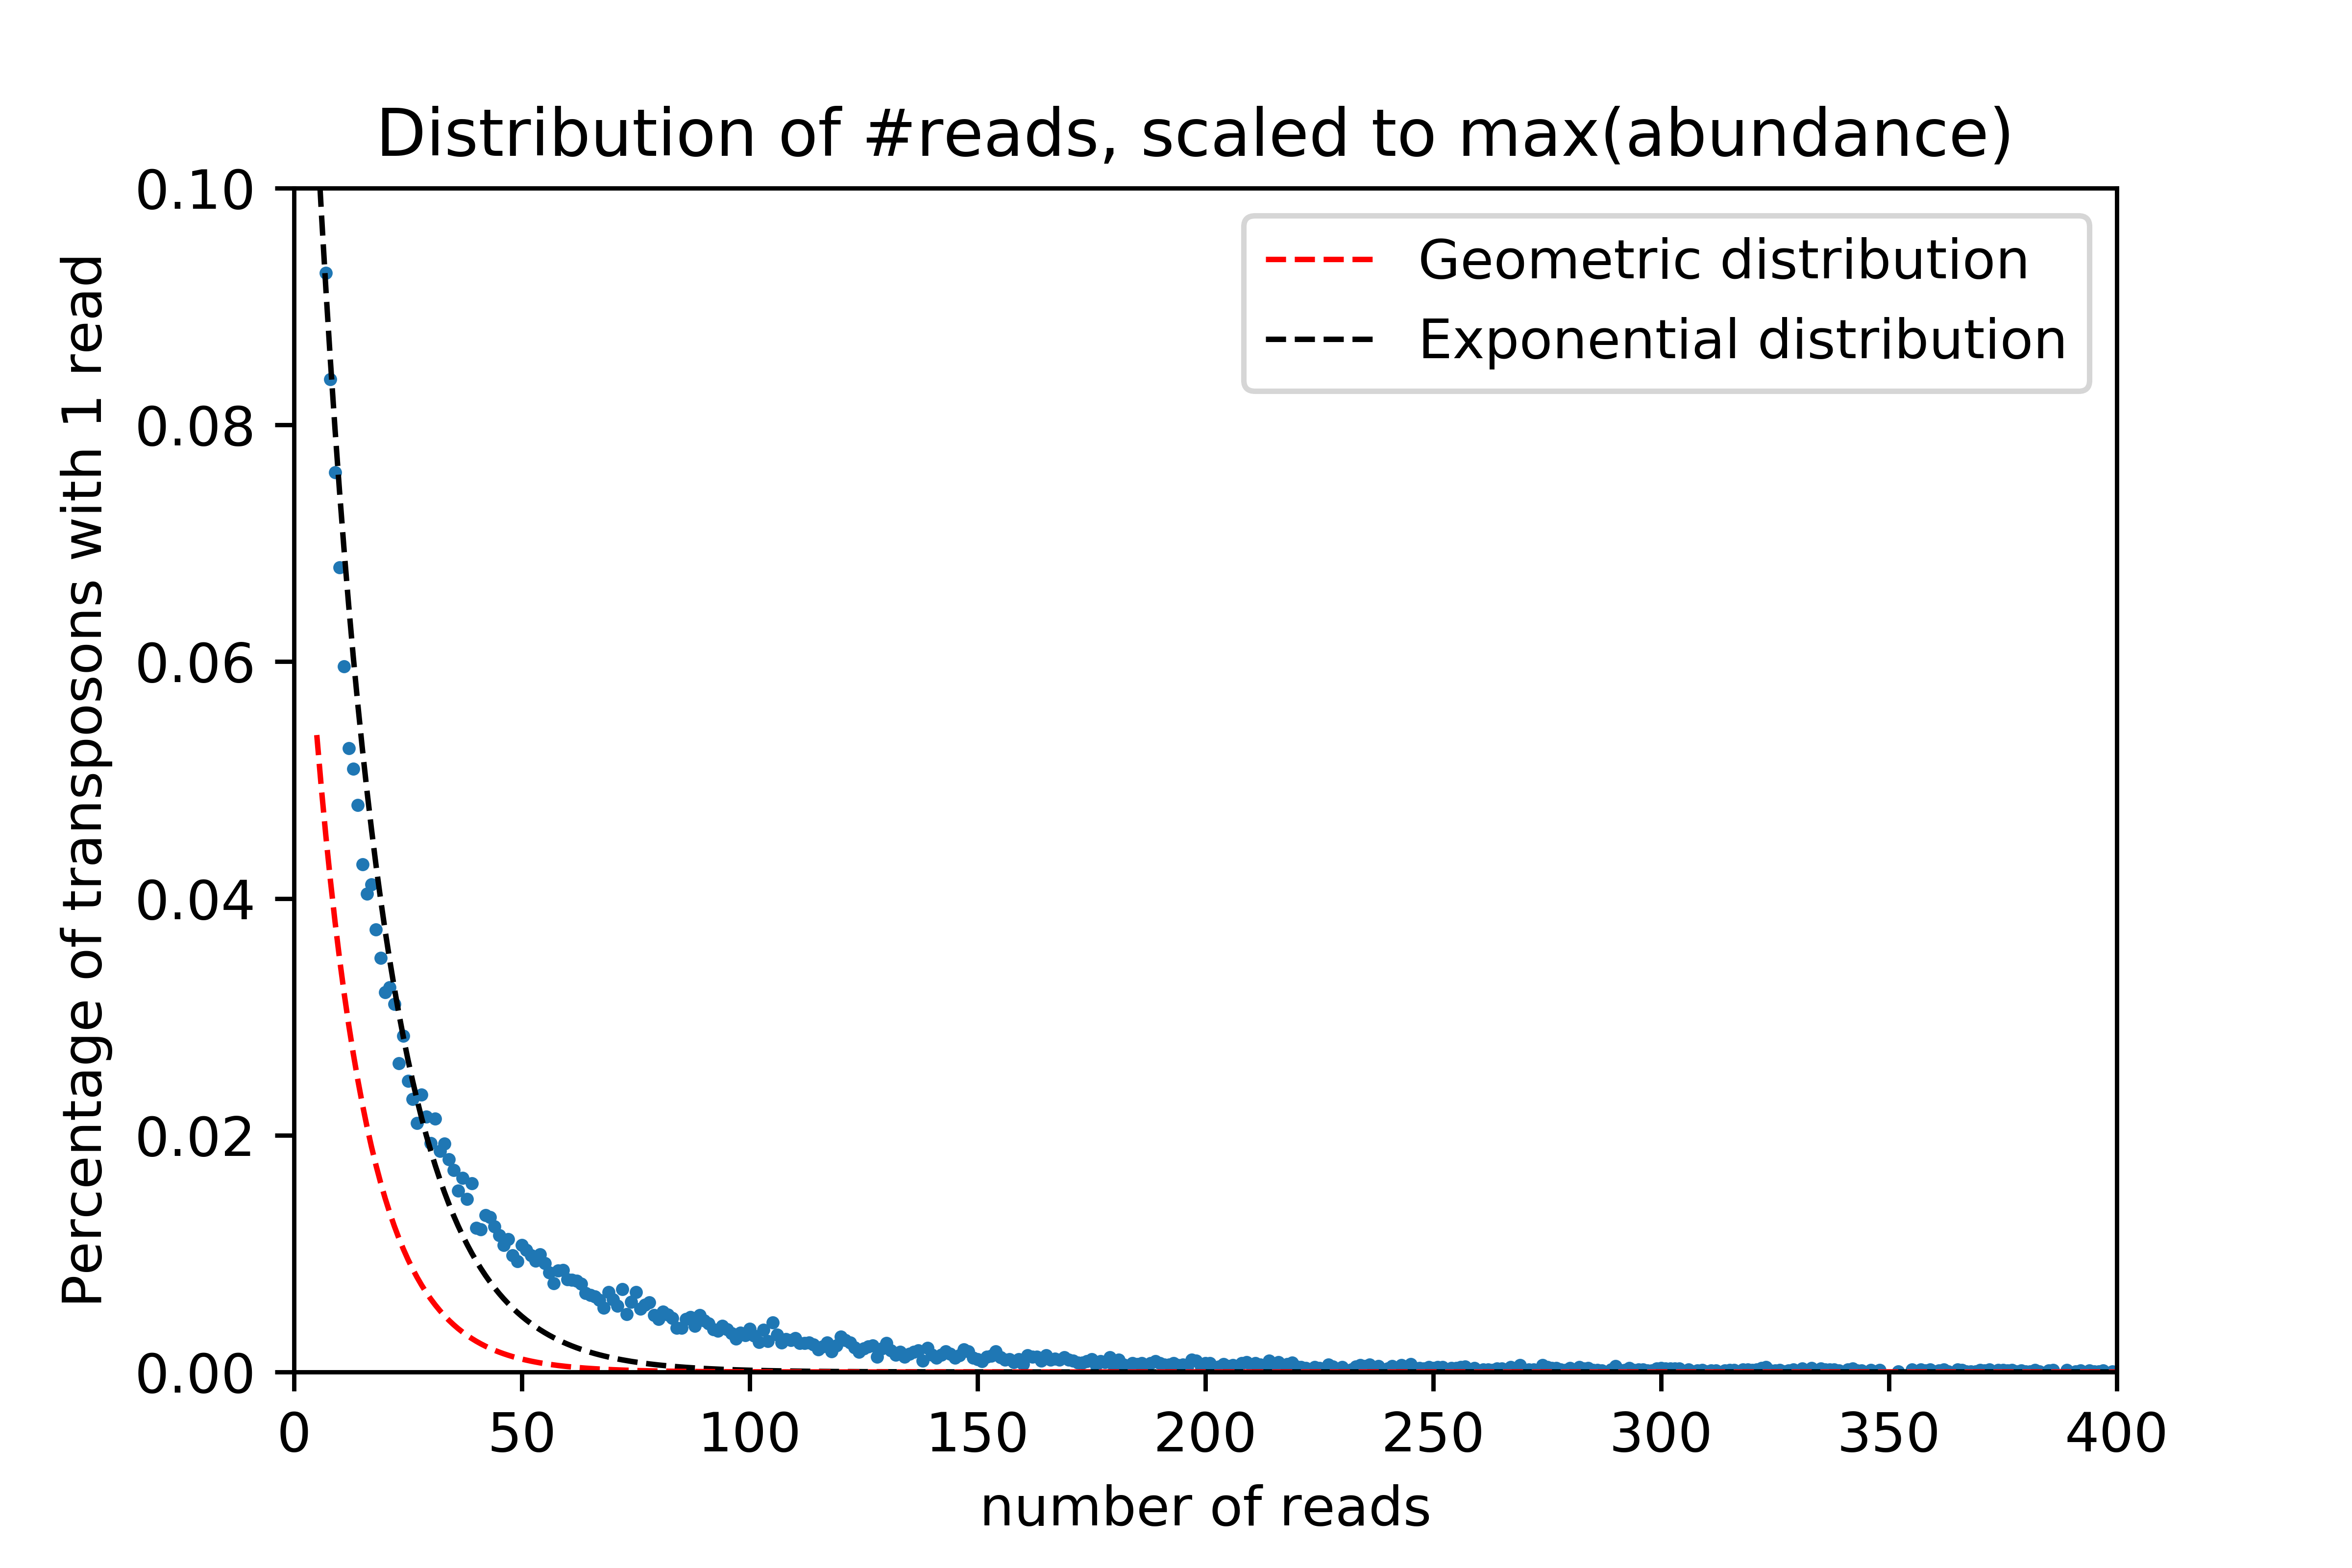 Distribution of #reads, scaled to max(abundance)
Percentage of transposons with 1 read
0.10
0.08
0.06
0.04
0.02
0.00
Geometric distribution
Exponential distribution
0 50 100 150 200 250 300 350 400
number of reads